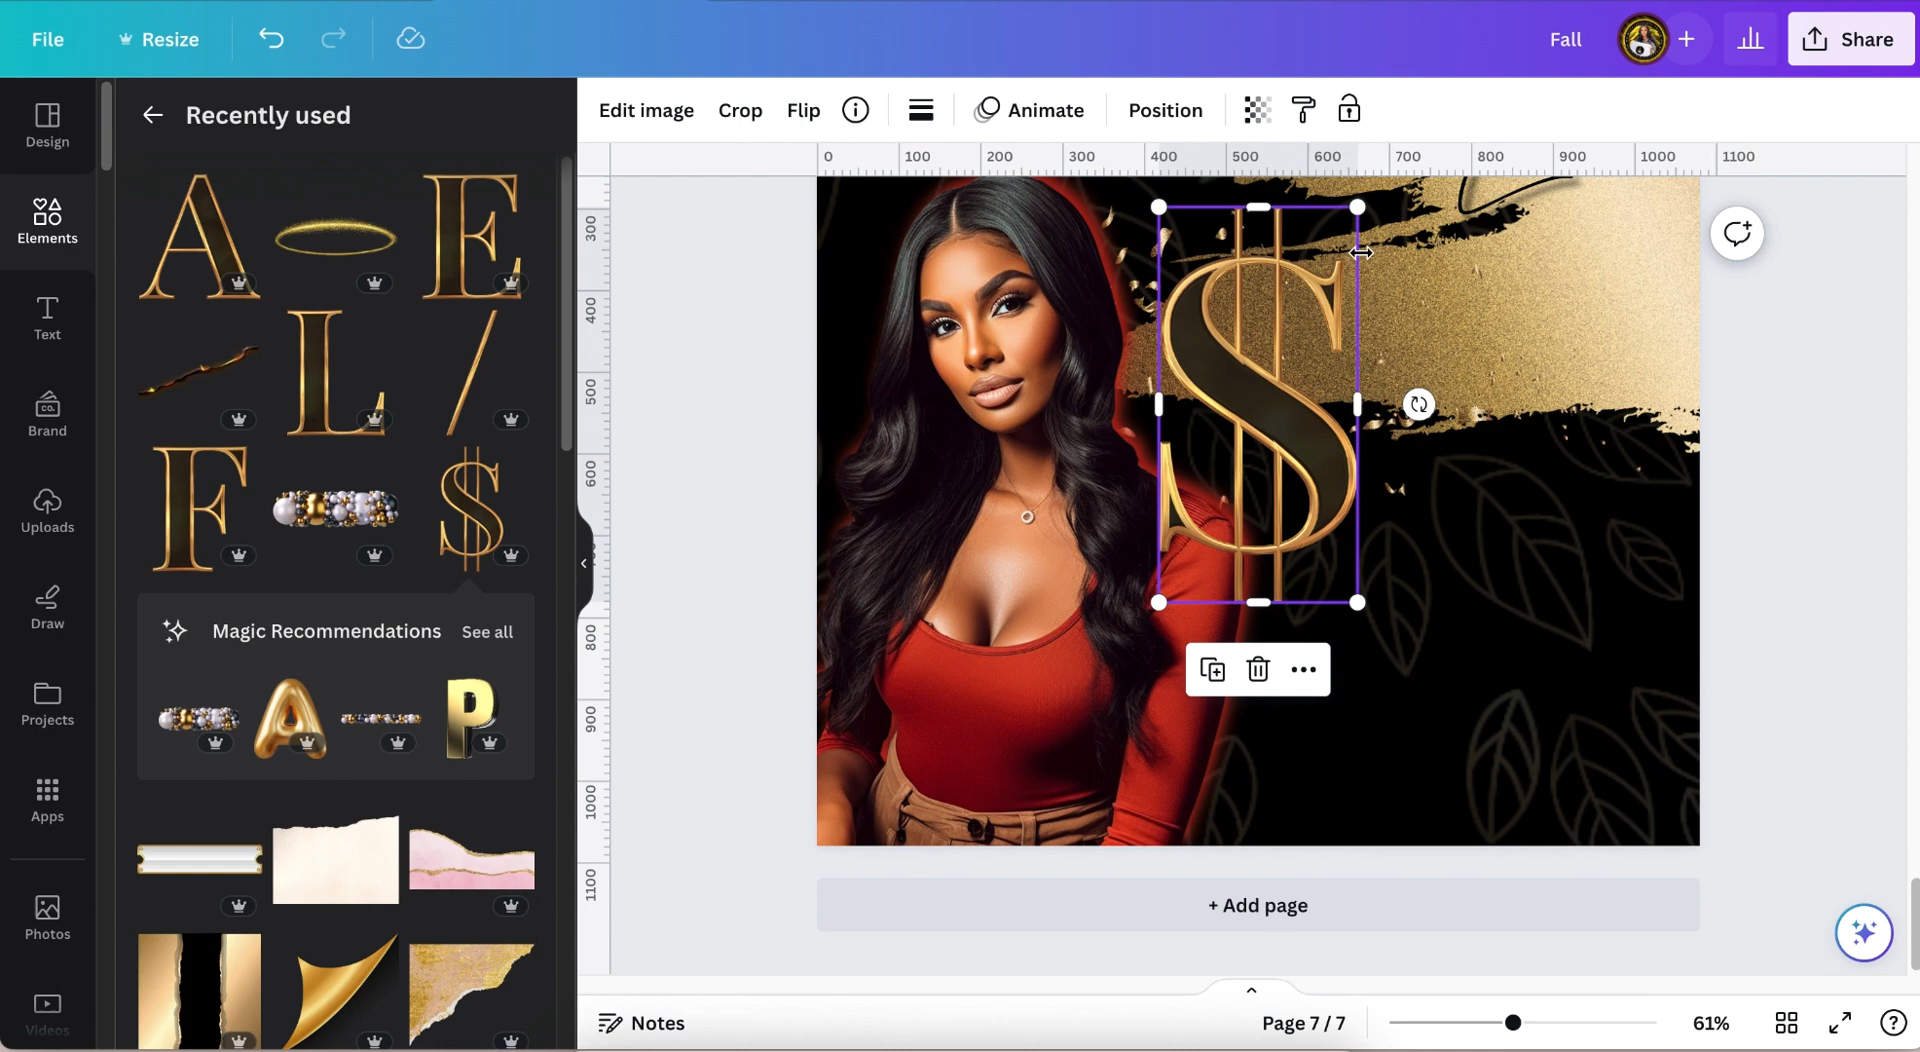 File
Resize
Fall
Share
Design
Elements
Text
Brand
CO.
Uploads
Draw
Projects
Apps
Photos
Videos
Recently used
A
E
L
/
F
$
Magic Recommendations
See all
A
P
Edit image
Crop
Flip
Animate
Position
0 100 200 300 400 500 600 700 800 900 1000 1100
300
400
500
600
800
900
1000
1100
$
+ Add page
Notes
Page 7 / 7
61%
?